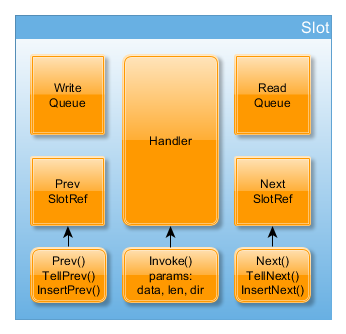 Slot
Write
Queue
Handler
Read
Queue
Prev
SlotRef
Next
SlotRef
Prev()
TellPrev()
InsertPrev()
Invoke()
params:
data, len, dir
Next()
TellNext()
InsertNext()